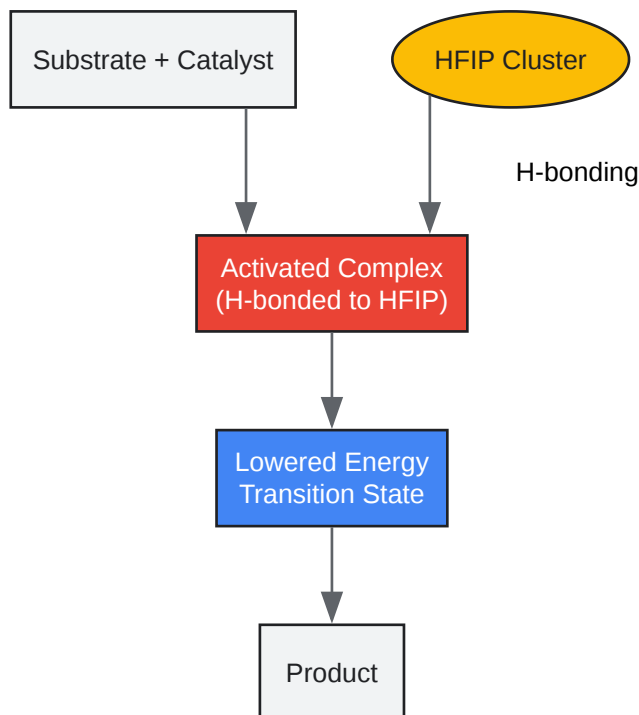 Substrate + Catalyst
HFIP Cluster
H-bonding
Activated Complex
(H-bonded to HFIP)
Lowered Energy
Transition State
Product